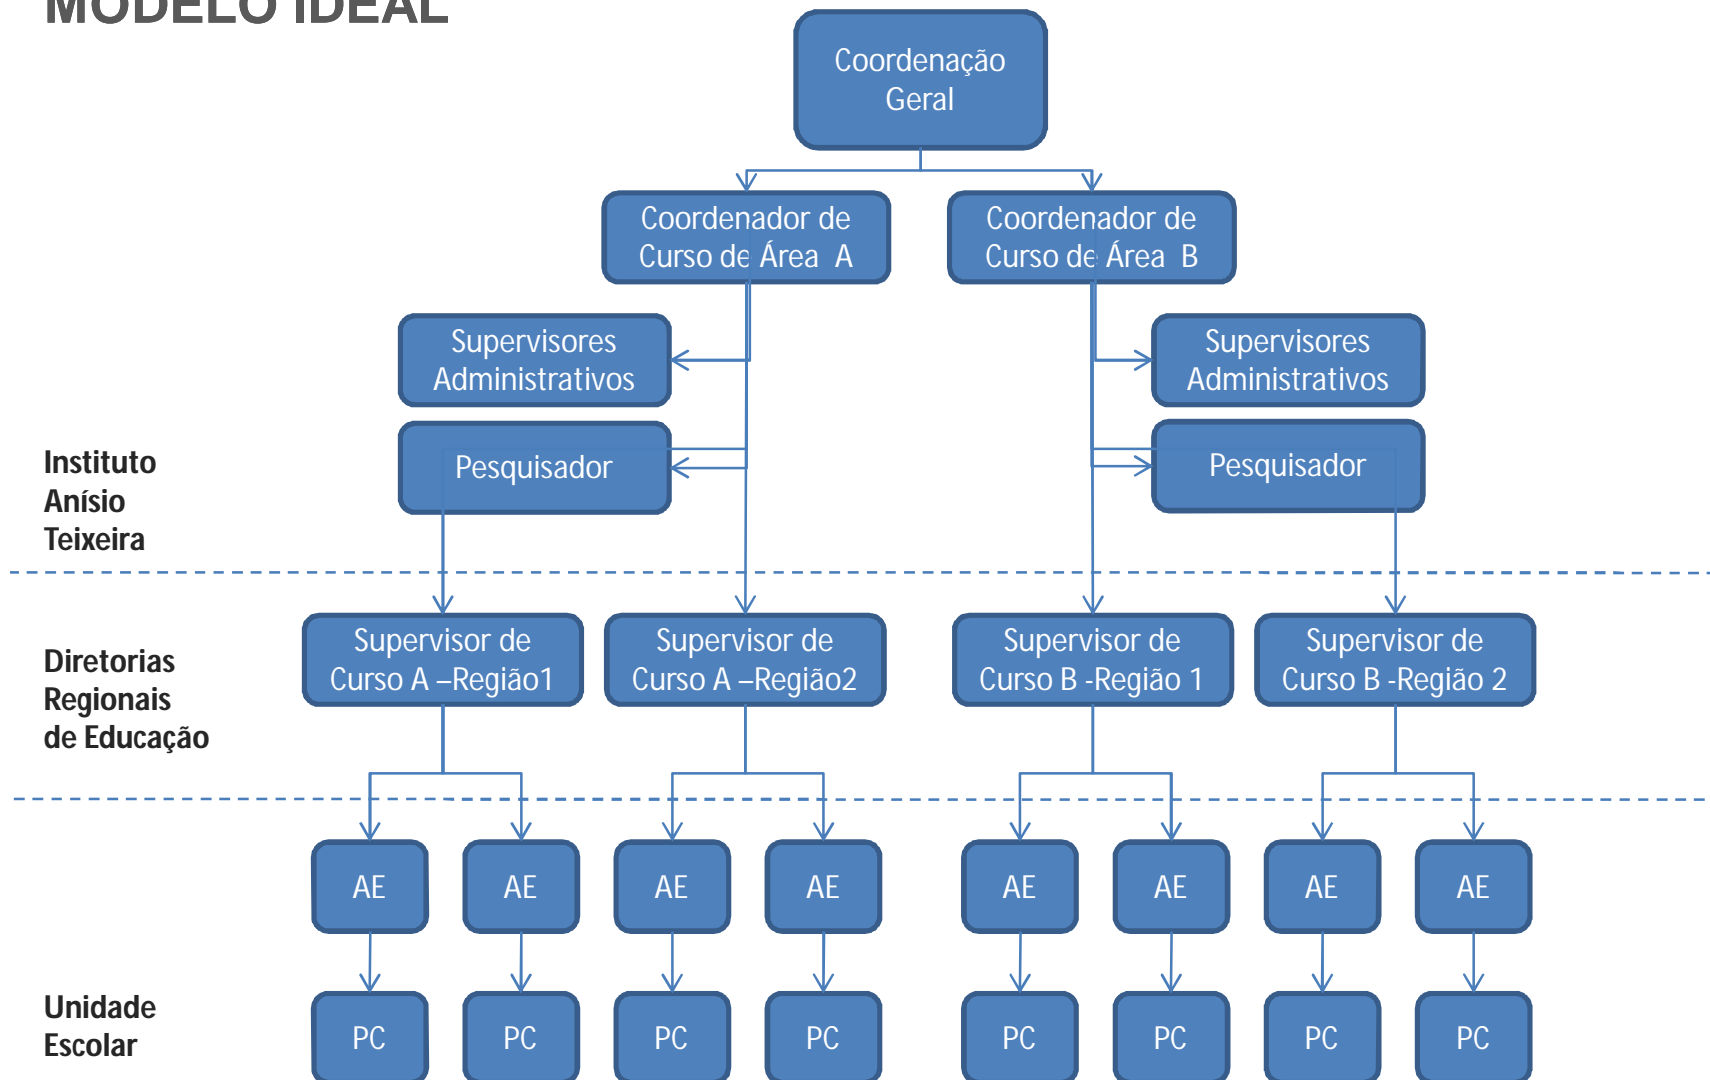 MODELO IDEAL
Coordenação
Geral
Coordenador de
Curso de Área A
Coordenador de
Curso de Área B
Supervisores
Administrativos
Supervisores
Administrativos
Pesquisador
Pesquisador
Instituto
Anísio
Teixeira
Supervisor de
Curso A –Região1
Supervisor de
Curso A –Região2
Supervisor de
Curso B -Região 1
Supervisor de
Curso B -Região 2
Diretorias
Regionais
de Educação
AE
AE
AE
AE
AE
AE
AE
AE
PC
PC
PC
PC
PC
PC
PC
PC
Unidade
Escolar